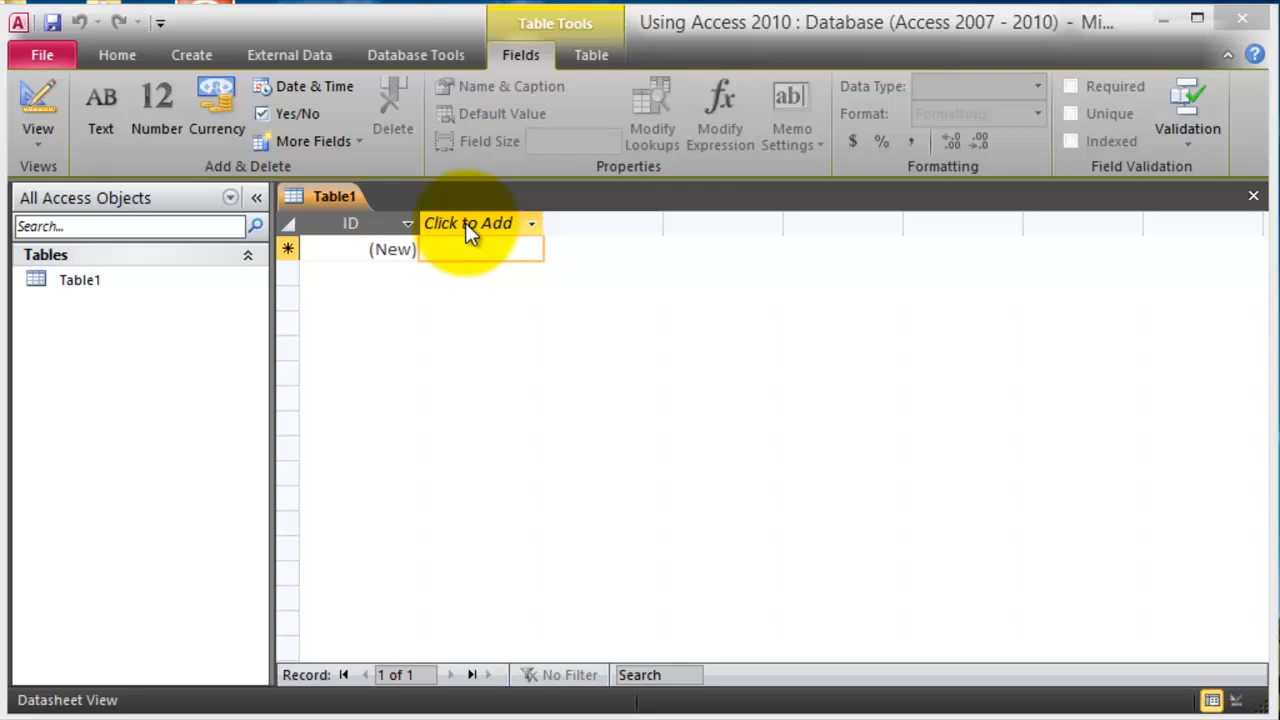 Table Tools
Using Access 2010 : Database (Access 2007 - 2010) - Mi...
File
Home
Create
External Data
Database Tools
Fields
Table
View
Views
AB
Text
12
Number
Currency
Date & Time
Yes/No
More Fields
Delete
Add & Delete
Name & Caption
Default Value
Field Size
Modify
Lookups
fx
Modify
Expression
ab
Memo
Settings
Properties
Data Type:
Format: Formatting
$ % , .00 .00
Formatting
Required
Unique
Indexed
Validation
Field Validation
All Access Objects
Search...
Tables
Table1
Table1
ID
Click to Add
(New)
Record: 1 of 1
No Filter
Search
Datasheet View